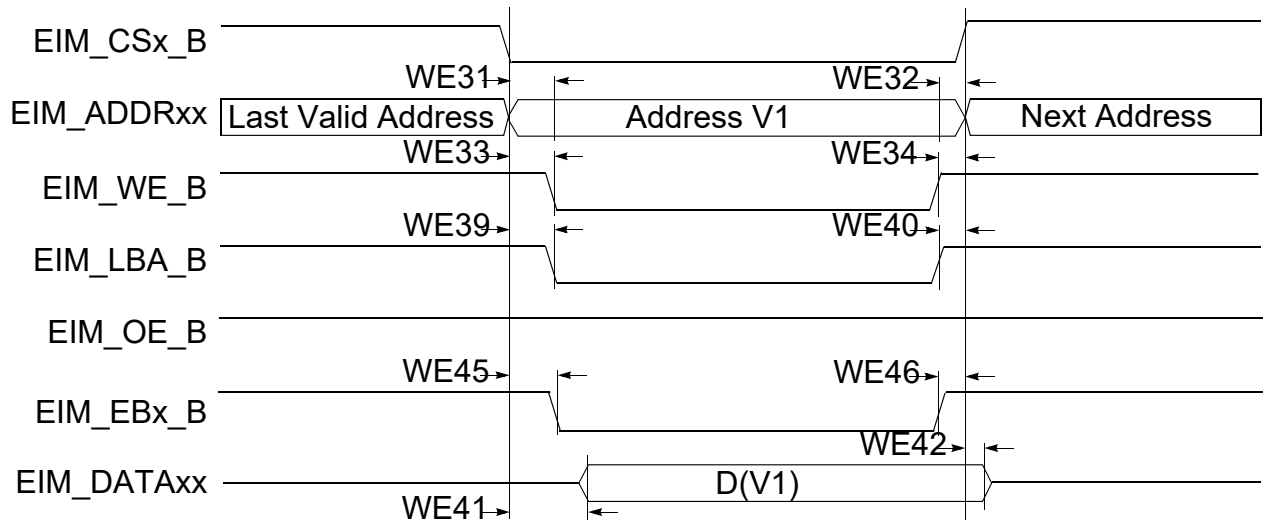 EIM_CSx_B
WE31 WE32
EIM_ADDRxx Last Valid Address Address V1 Next Address
WE33 WE34
EIM_WE_B
WE39 WE40
EIM_LBA_B
EIM_OE_B
WE45 WE46
EIM_EBx_B
WE42
EIM_DATAxx D(V1)
WE41